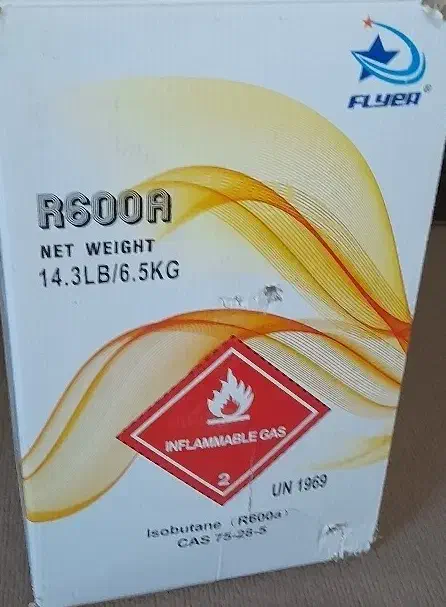 FLYER®
R600A
NET WEIGHT
14.3LB/6.5KG
INFLAMMABLE GAS
2
UN 1969
Isobutane（R600a）
CAS 75-28-5